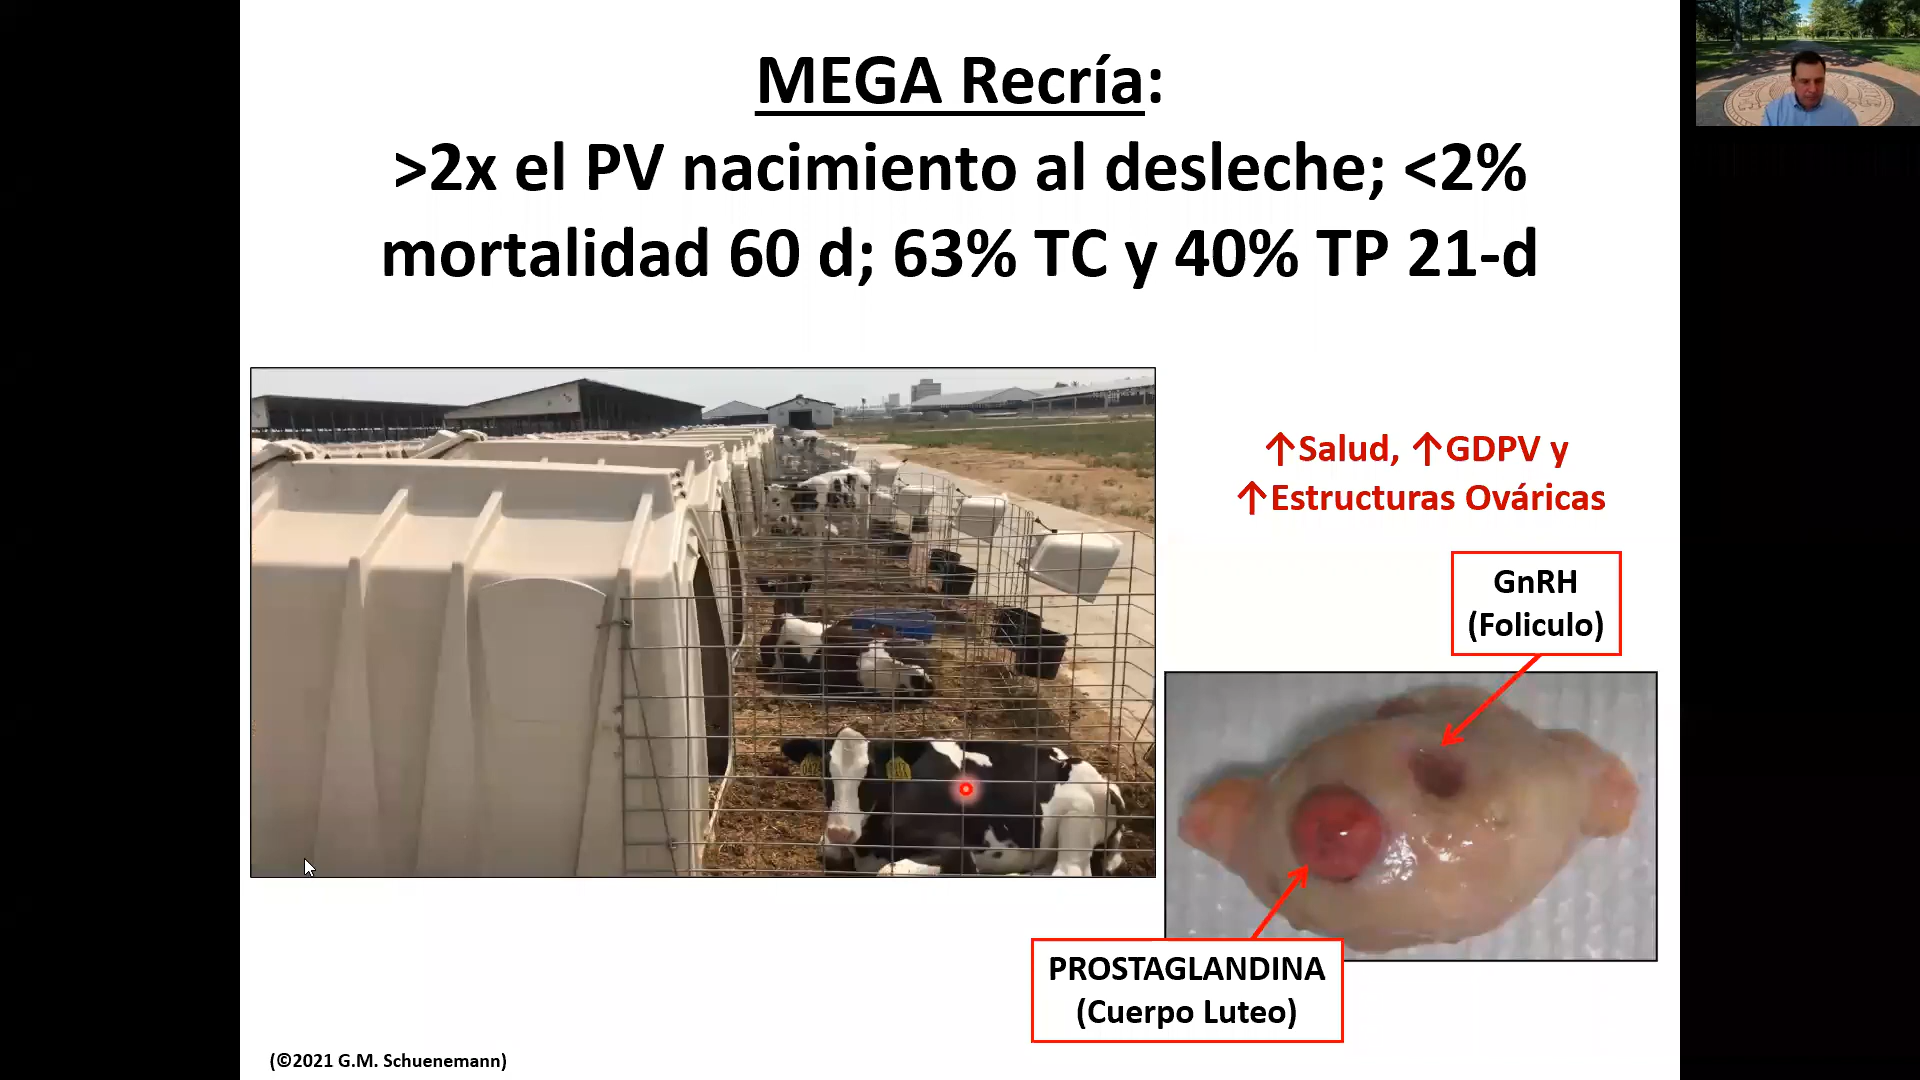 MEGA Recría:
>2x el PV nacimiento al desleche; <2%
mortalidad 60 d; 63% TC y 40% TP 21-d
↑Salud, ↑GDPV y
↑Estructuras Ováricas
GnRH
(Foliculo)
PROSTAGLANDINA
(Cuerpo Luteo)
(©2021 G.M. Schuenemann)